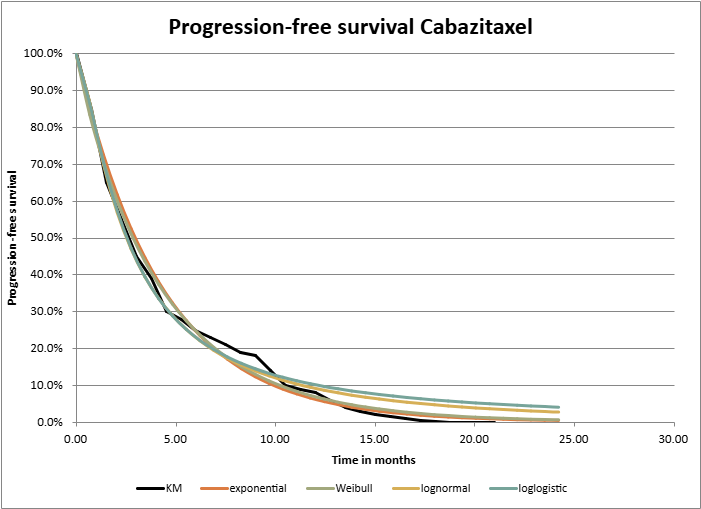 Progression-free survival Cabazitaxel
100.0%
90.0%
80.0%
70.0%
60.0%
50.0%
40.0%
30.0%
20.0%
10.0%
0.0%
Progression-free survival
0.00 5.00 10.00 15.00 20.00 25.00 30.00
Time in months
KM exponential Weibull lognormal loglogistic